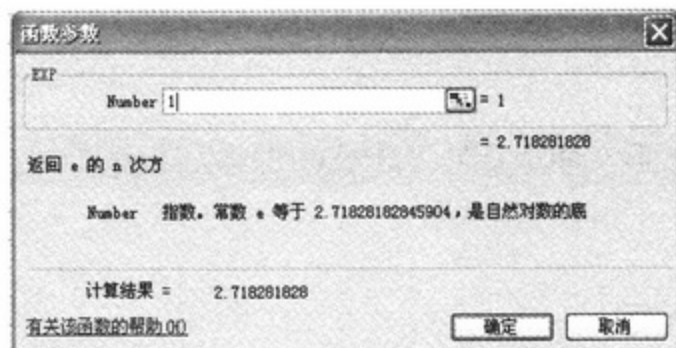 函数参数
EXP
Number 1 = 1
= 2.718281828
返回 e 的 n 次方
Number 指数。常数 e 等于 2.71828182845904，是自然对数的底
计算结果 = 2.718281828
有关该函数的帮助(H)
确定 取消